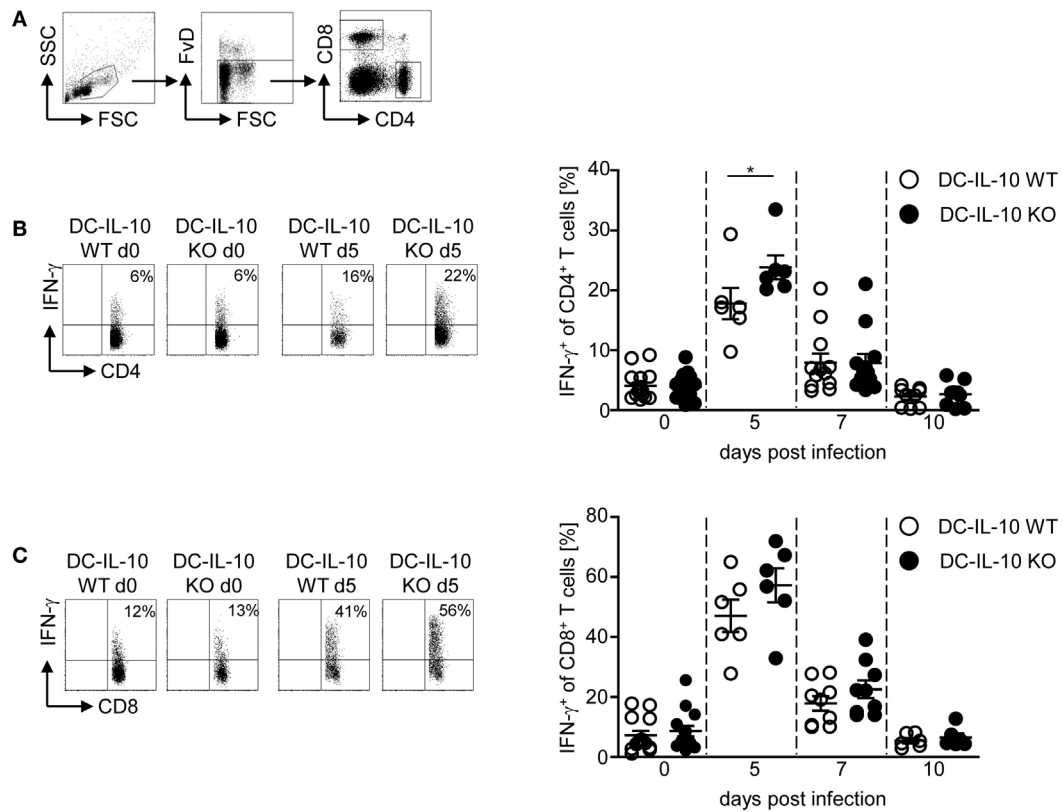 A
SSC
FSC
FvD
FSC
CD8
CD4
B
DC-IL-10
WT d0
DC-IL-10
KO d0
DC-IL-10
WT d5
DC-IL-10
KO d5
IFN-γ
6%
6%
16%
22%
CD4
IFN-γ⁺ of CD4⁺ T cells [%]
40
30
20
10
0
*
DC-IL-10 WT
DC-IL-10 KO
0
5
7
10
days post infection
C
DC-IL-10
WT d0
DC-IL-10
KO d0
DC-IL-10
WT d5
DC-IL-10
KO d5
IFN-γ
12%
13%
41%
56%
CD8
IFN-γ⁺ of CD8⁺ T cells [%]
80
60
40
20
0
DC-IL-10 WT
DC-IL-10 KO
0
5
7
10
days post infection